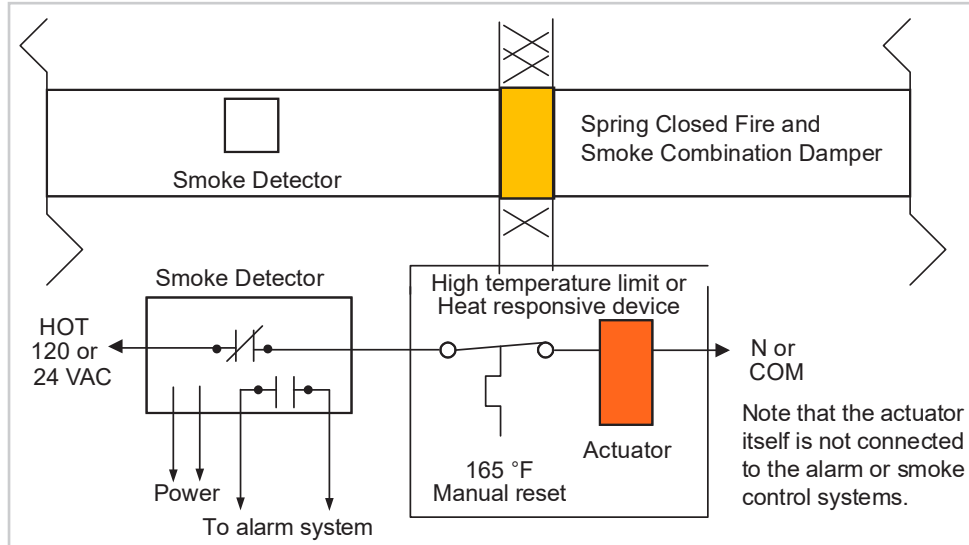 Spring Closed Fire and
Smoke Combination Damper
Smoke Detector
Smoke Detector
High temperature limit or
Heat responsive device
HOT
120 or
24 VAC
N or
COM
Note that the actuator
itself is not connected
to the alarm or smoke
control systems.
Actuator
165 °F
Manual reset
Power
To alarm system